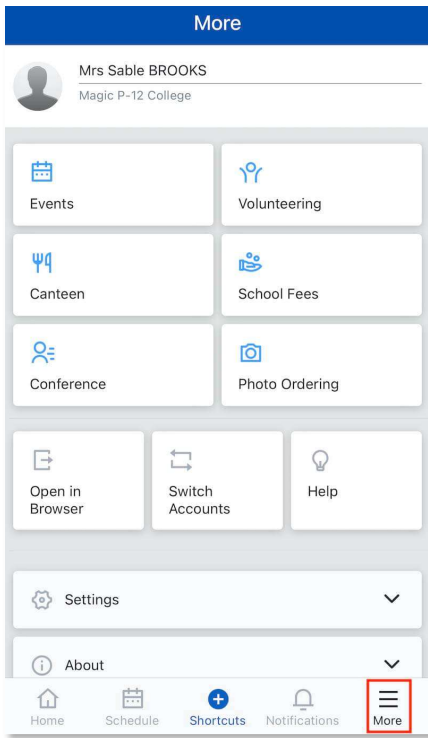 More
Mrs Sable BROOKS
Magic P-12 College
Events
Volunteering
Canteen
School Fees
Conference
Photo Ordering
Open in
Browser
Switch
Accounts
Help
Settings
About
Home
Schedule
Shortcuts
Notifications
More